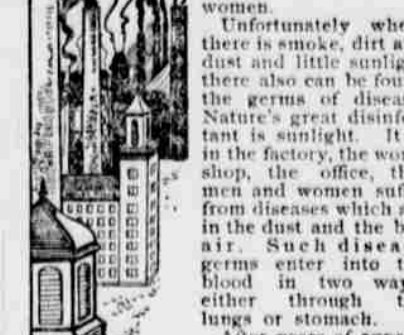 women.
Unfortunately whe
there is smoke, dirt a
dust and little sunlig
there also can be fou
the germs of diseas
Nature's great disinfe
tant is sunlight. It
in the factory, the wor
shop, the office, th
men and women suf
from diseases which a
in the dust and the b
air. Such disea
germs enter into t
blood in two way
either through t
lungs or stomach.